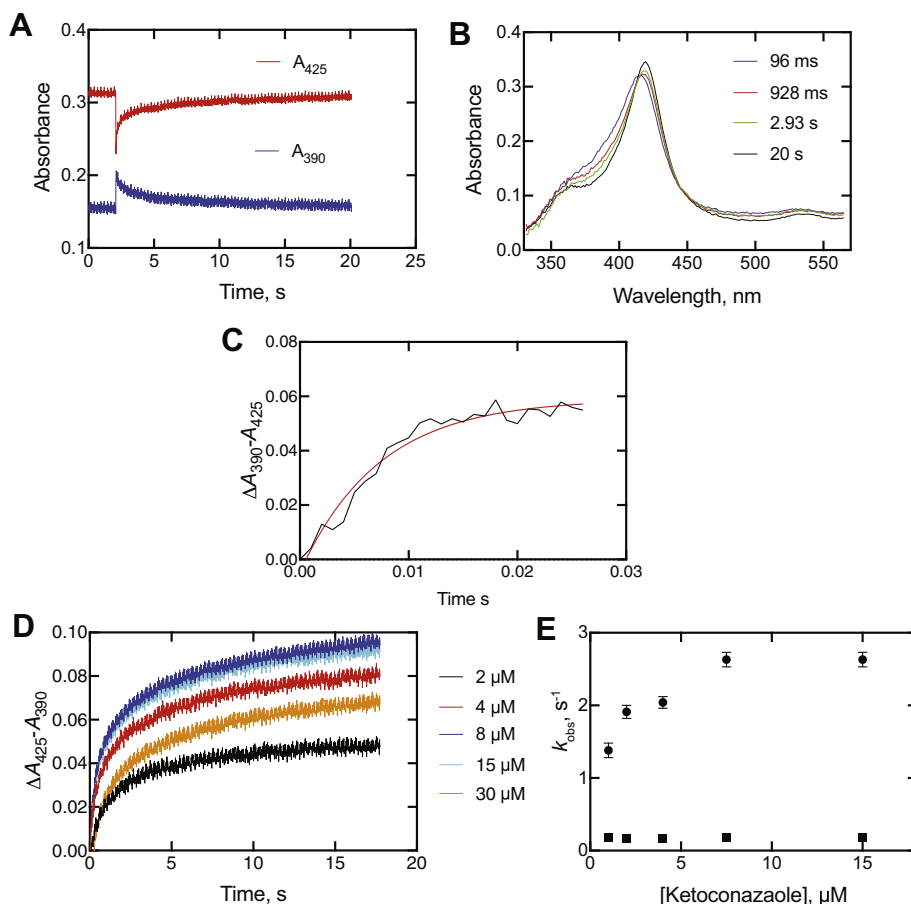 A
A425
A390
Absorbance
0.4
0.3
0.2
0.1
0 5 10 15 20 25
Time, s
B
96 ms
928 ms
2.93 s
20 s
Absorbance
0.4
0.3
0.2
0.1
0.0
350 400 450 500 550
Wavelength, nm
C
ΔA390-A425
0.08
0.06
0.04
0.02
0.00
0.00 0.01 0.02 0.03
Time s
D
ΔA425-A390
0.10
0.08
0.06
0.04
0.02
0.00
0 5 10 15 20
Time, s
2 µM
4 µM
8 µM
15 µM
30 µM
E
kobs, s-1
3
2
1
0
0 5 10 15
[Ketoconazaole], µM